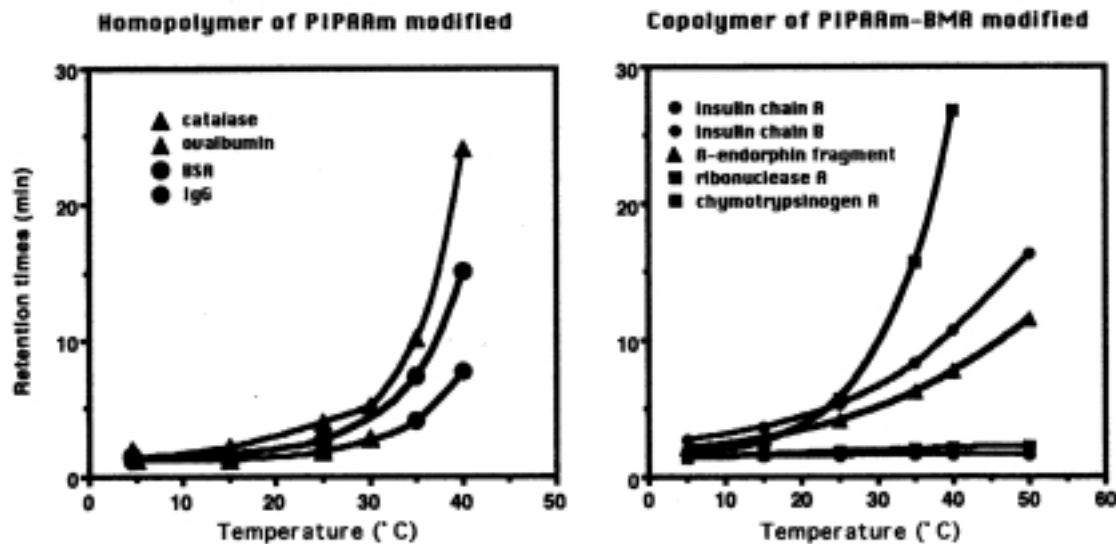 Homopolymer of PIPAAm modified
30
20
10
0
0 10 20 30 40 50
Retention times (min)
Temperature (°C)
catalase
ovalbumin
BSA
IgG
Copolymer of PIPAAm-BMA modified
30
20
10
0
0 10 20 30 40 50 60
Temperature (°C)
insulin chain A
insulin chain B
A-endorphin fragment
ribonuclease A
chymotrypsinogen A